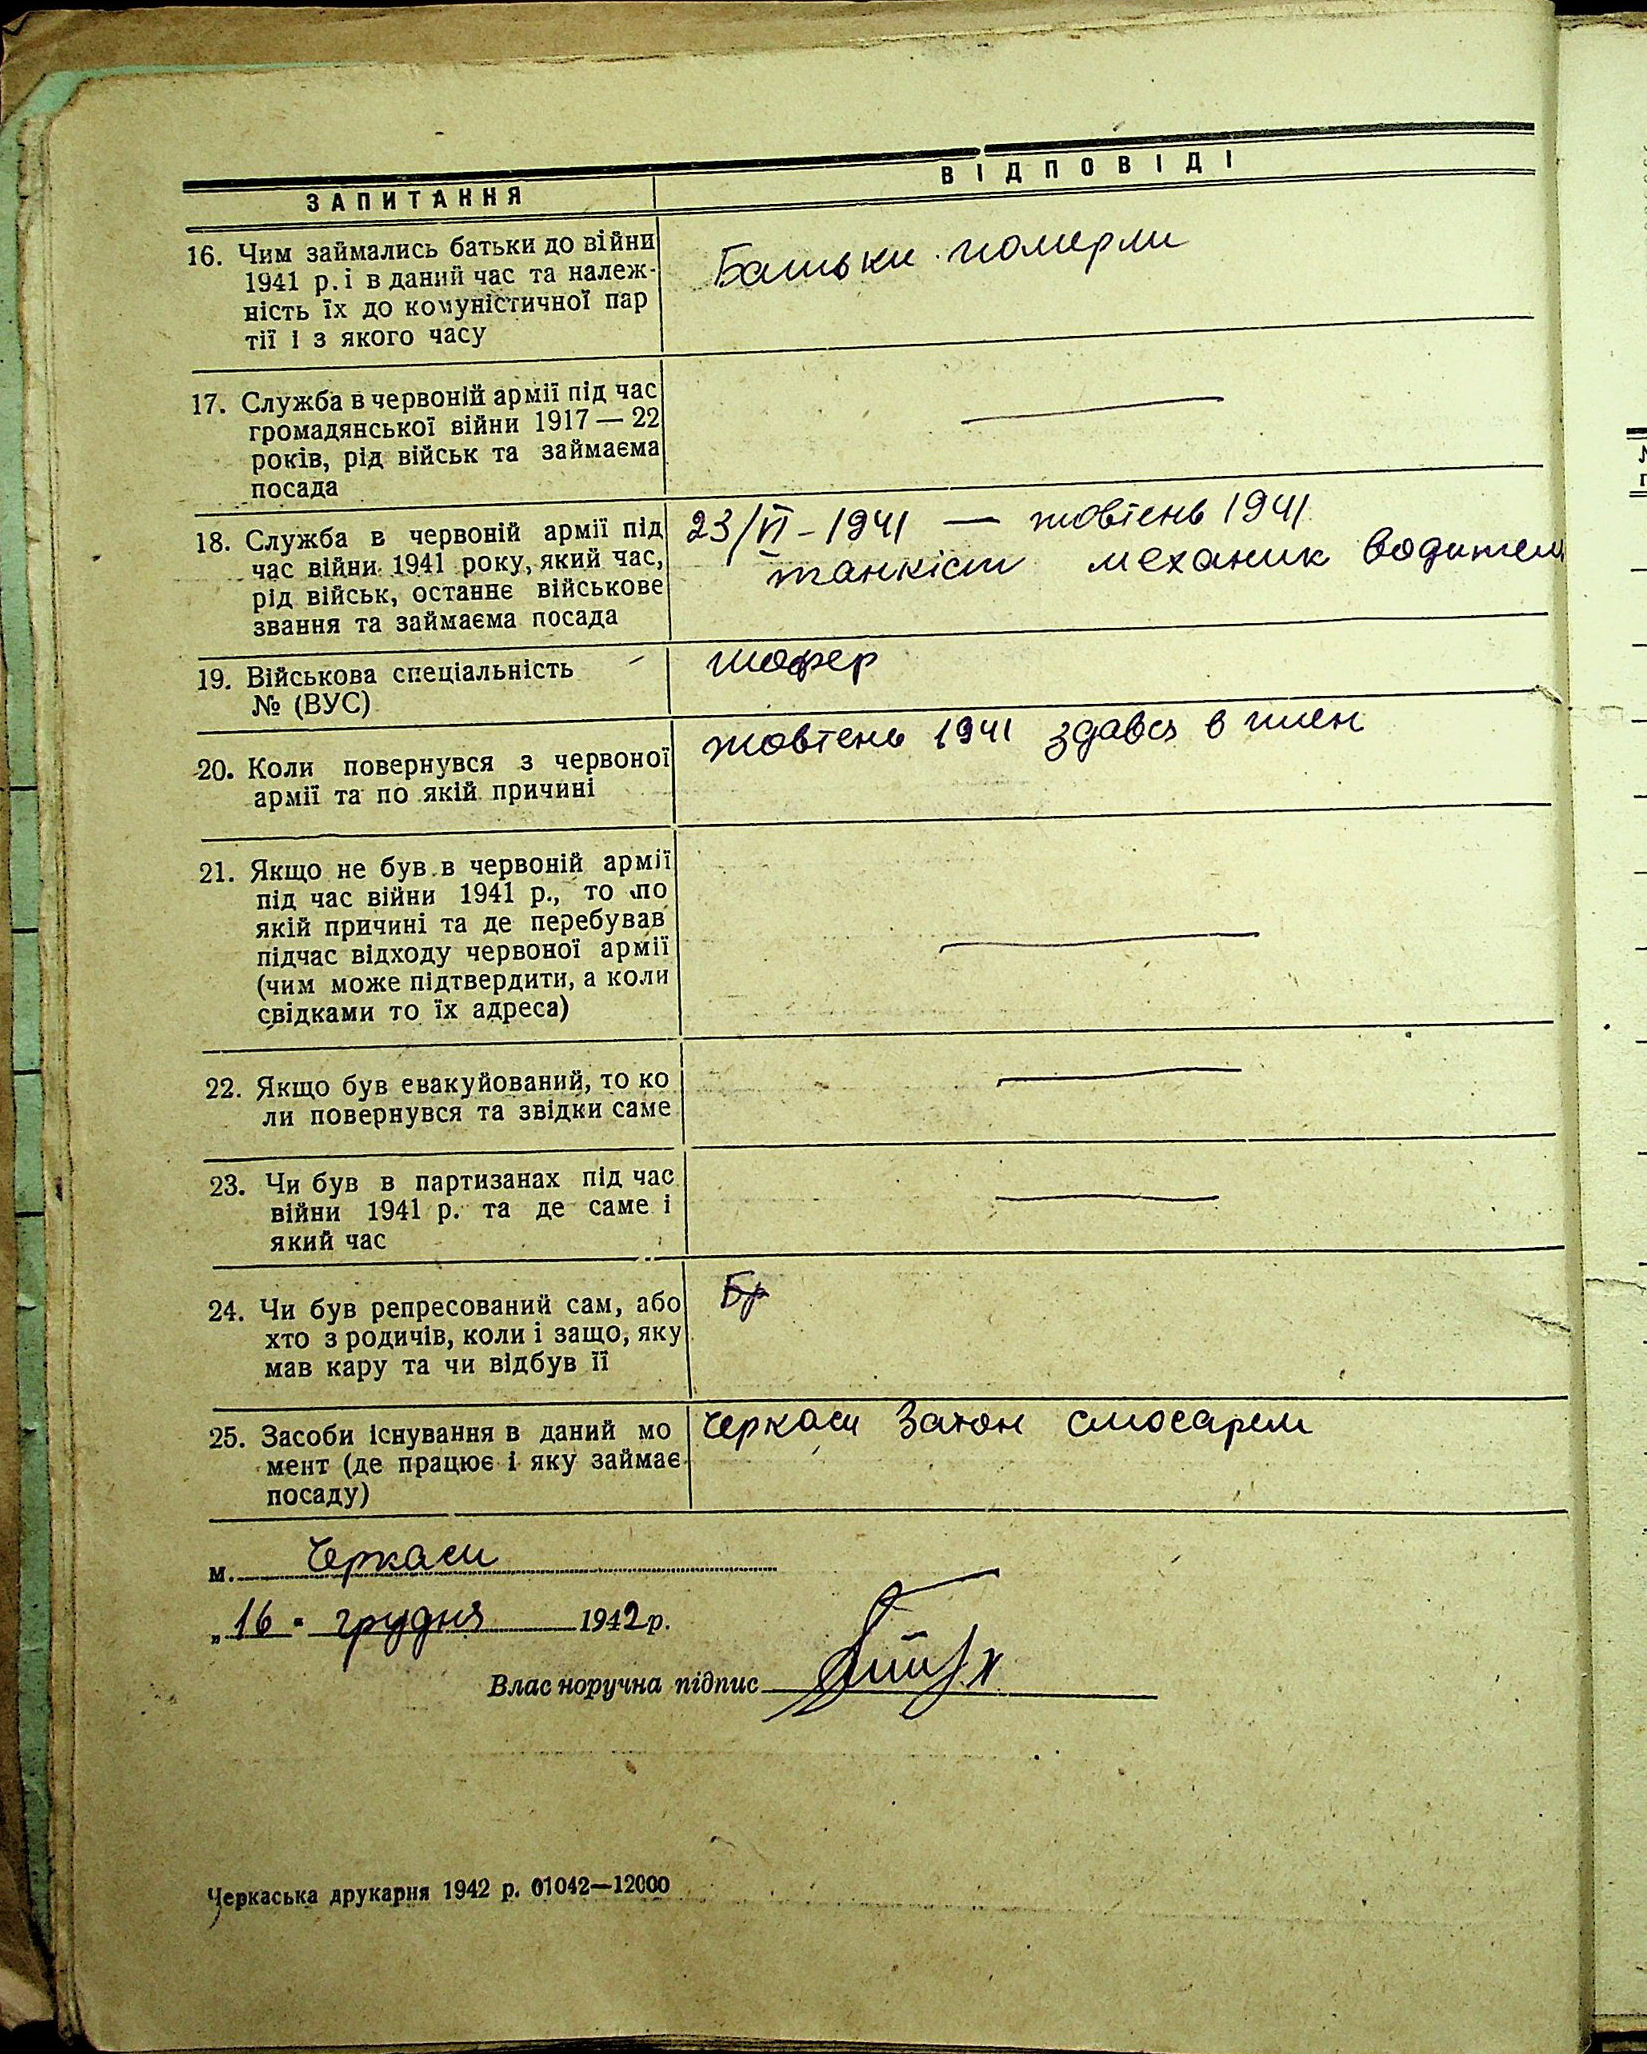 ЗАПИТАННЯ
ВІДПОВІДІ
16. Чим займались батьки до війни
1941 р. і в даний час та належ-
ність їх до комуністичної пар
тії і з якого часу
Батьки померли
17. Служба в червоній армії під час
громадянської війни 1917 — 22
років, рід військ та займаєма
посада
—
18. Служба в червоній армії під
час війни 1941 року, який час,
рід військ, останнє військове
звання та займаєма посада
23/VI - 1941 — жовтень 1941
танкіст механик водитель
19. Військова спеціальність
№ (ВУС)
шофер
20. Коли повернувся з червоної
армії та по якій причині
жовтень 1941 здався в плен
21. Якщо не був в червоній армії
під час війни 1941 р., то по
якій причині та де перебував
підчас відходу червоної армії
(чим може підтвердити, а коли
свідками то їх адреса)
—
22. Якщо був евакуйований, то ко
ли повернувся та звідки саме
—
23. Чи був в партизанах під час
війни 1941 р. та де саме і
який час
—
24. Чи був репресований сам, або
хто з родичів, коли і защо, яку
мав кару та чи відбув її
25. Засоби існування в даний мо
мент (де працює і яку займає
посаду)
Черкаси Затон слюсарем
м. Черкаси
„16" грудня 1942 р.
Влас норучна підпис
Черкаська друкарня 1942 р. 01042—12000